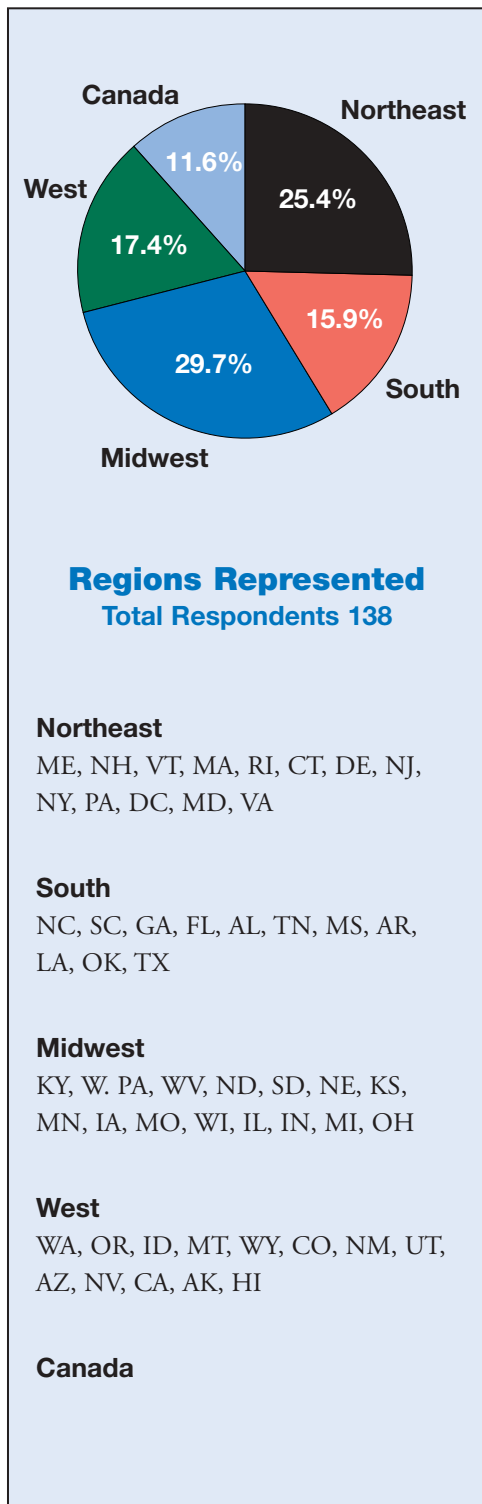 Canada
Northeast
11.6%
25.4%
West
17.4%
15.9%
29.7%
South
Midwest
Regions Represented
Total Respondents 138
Northeast
ME, NH, VT, MA, RI, CT, DE, NJ,
NY, PA, DC, MD, VA
South
NC, SC, GA, FL, AL, TN, MS, AR,
LA, OK, TX
Midwest
KY, W. PA, WV, ND, SD, NE, KS,
MN, IA, MO, WI, IL, IN, MI, OH
West
WA, OR, ID, MT, WY, CO, NM, UT,
AZ, NV, CA, AK, HI
Canada